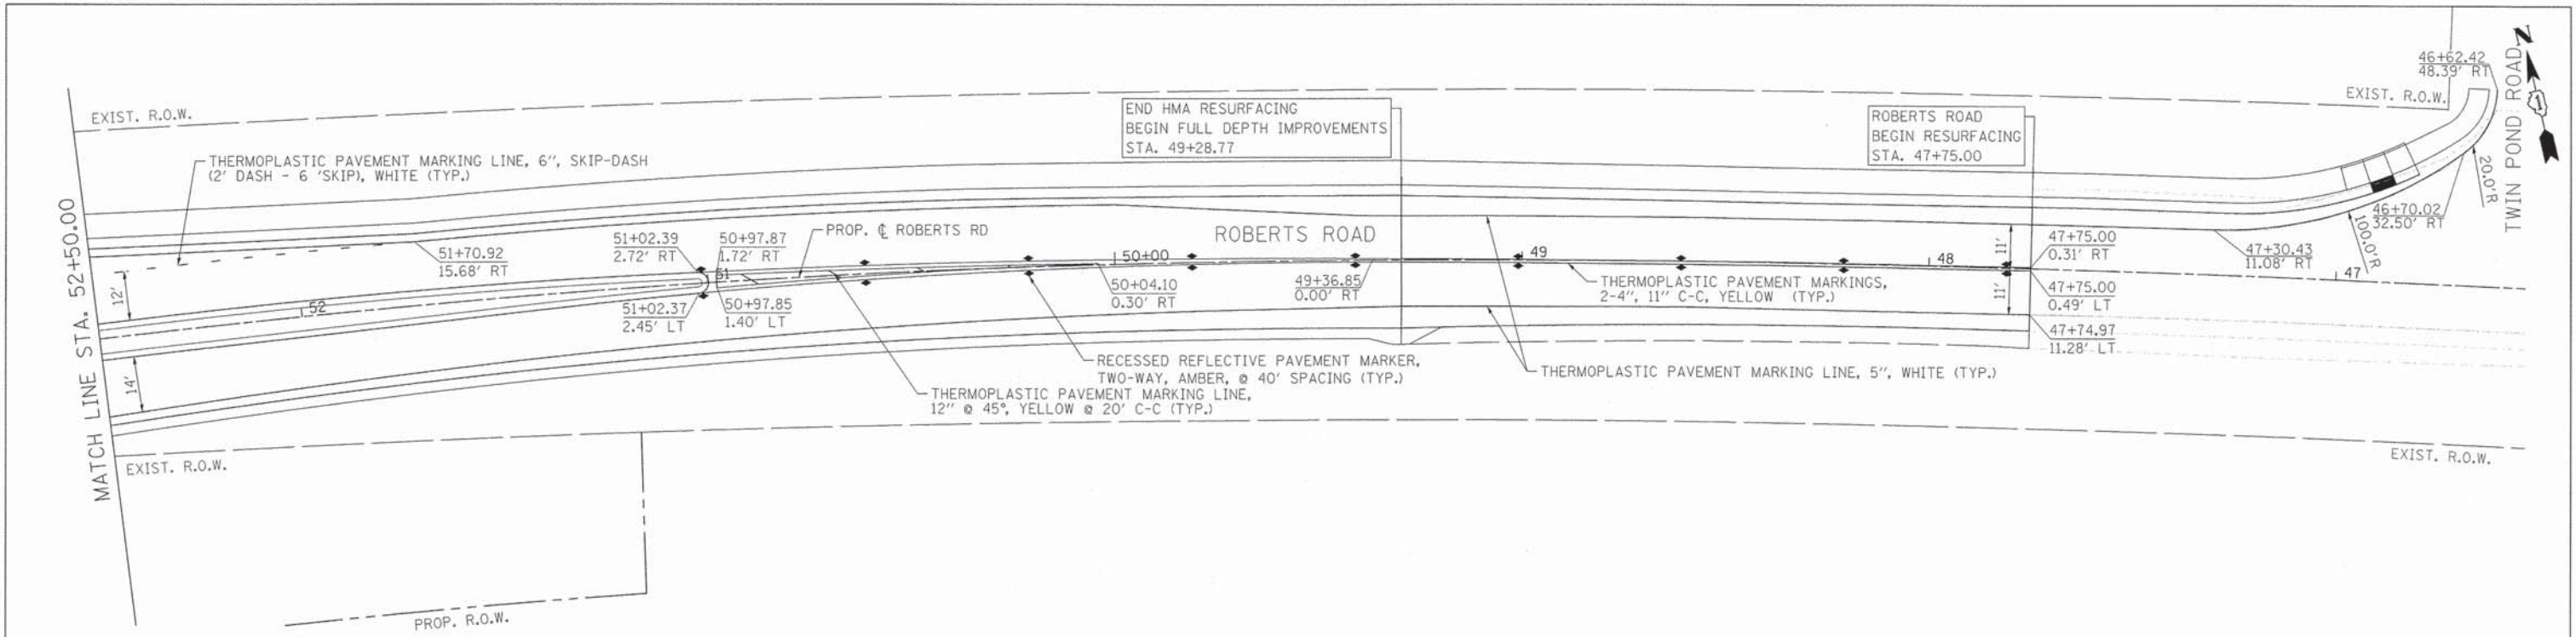 EXIST. R.O.W.
THERMOPLASTIC PAVEMENT MARKING LINE, 6", SKIP-DASH
(2' DASH - 6 'SKIP), WHITE (TYP.)
MATCH LINE STA. 52+50.00
12'
14'
52
EXIST. R.O.W.
PROP. R.O.W.
51+70.92
15.68' RT
51+02.39
2.72' RT
50+97.87
1.72' RT
PROP. ℄ ROBERTS RD
51
51+02.37
2.45' LT
50+97.85
1.40' LT
END HMA RESURFACING
BEGIN FULL DEPTH IMPROVEMENTS
STA. 49+28.77
ROBERTS ROAD
50+00
50+04.10
0.30' RT
49+36.85
0.00' RT
49
THERMOPLASTIC PAVEMENT MARKINGS,
2-4", 11" C-C, YELLOW (TYP.)
RECESSED REFLECTIVE PAVEMENT MARKER,
TWO-WAY, AMBER, @ 40' SPACING (TYP.)
THERMOPLASTIC PAVEMENT MARKING LINE,
12" @ 45°, YELLOW @ 20' C-C (TYP.)
THERMOPLASTIC PAVEMENT MARKING LINE, 5", WHITE (TYP.)
ROBERTS ROAD
BEGIN RESURFACING
STA. 47+75.00
48
11'
11'
47+75.00
0.31' RT
47+75.00
0.49' LT
47+74.97
11.28' LT
47+30.43
11.08' RT
47
100.0'R
46+70.02
32.50' RT
20.0'R
46+62.42
48.39' RT
EXIST. R.O.W.
TWIN POND ROAD
N
EXIST. R.O.W.